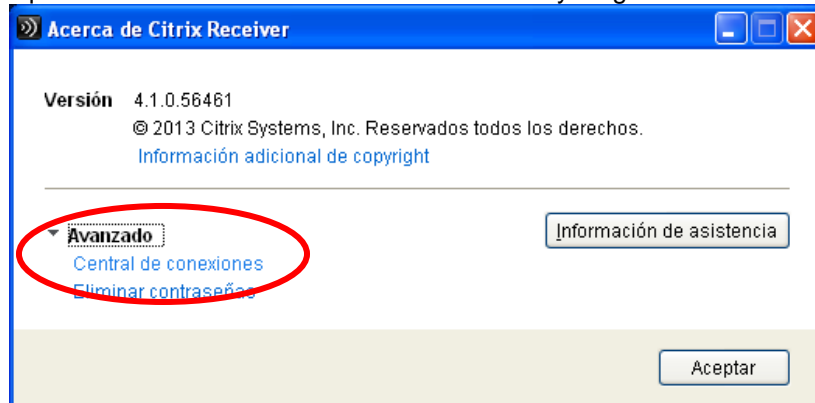 Acerca de Citrix Receiver
Versión 4.1.0.56461
© 2013 Citrix Systems, Inc. Reservados todos los derechos.
Información adicional de copyright
Avanzado
Información de asistencia
Central de conexiones
Eliminar contraseñas
Aceptar